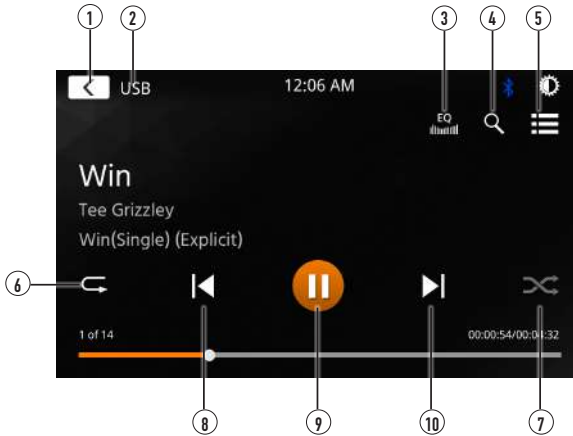 1 2 3 4 5
USB 12:06 AM
EQ
Win
Tee Grizzley
Win(Single) (Explicit)
6
1 of 14 00:00:54/00:04:32
8 9 10 7